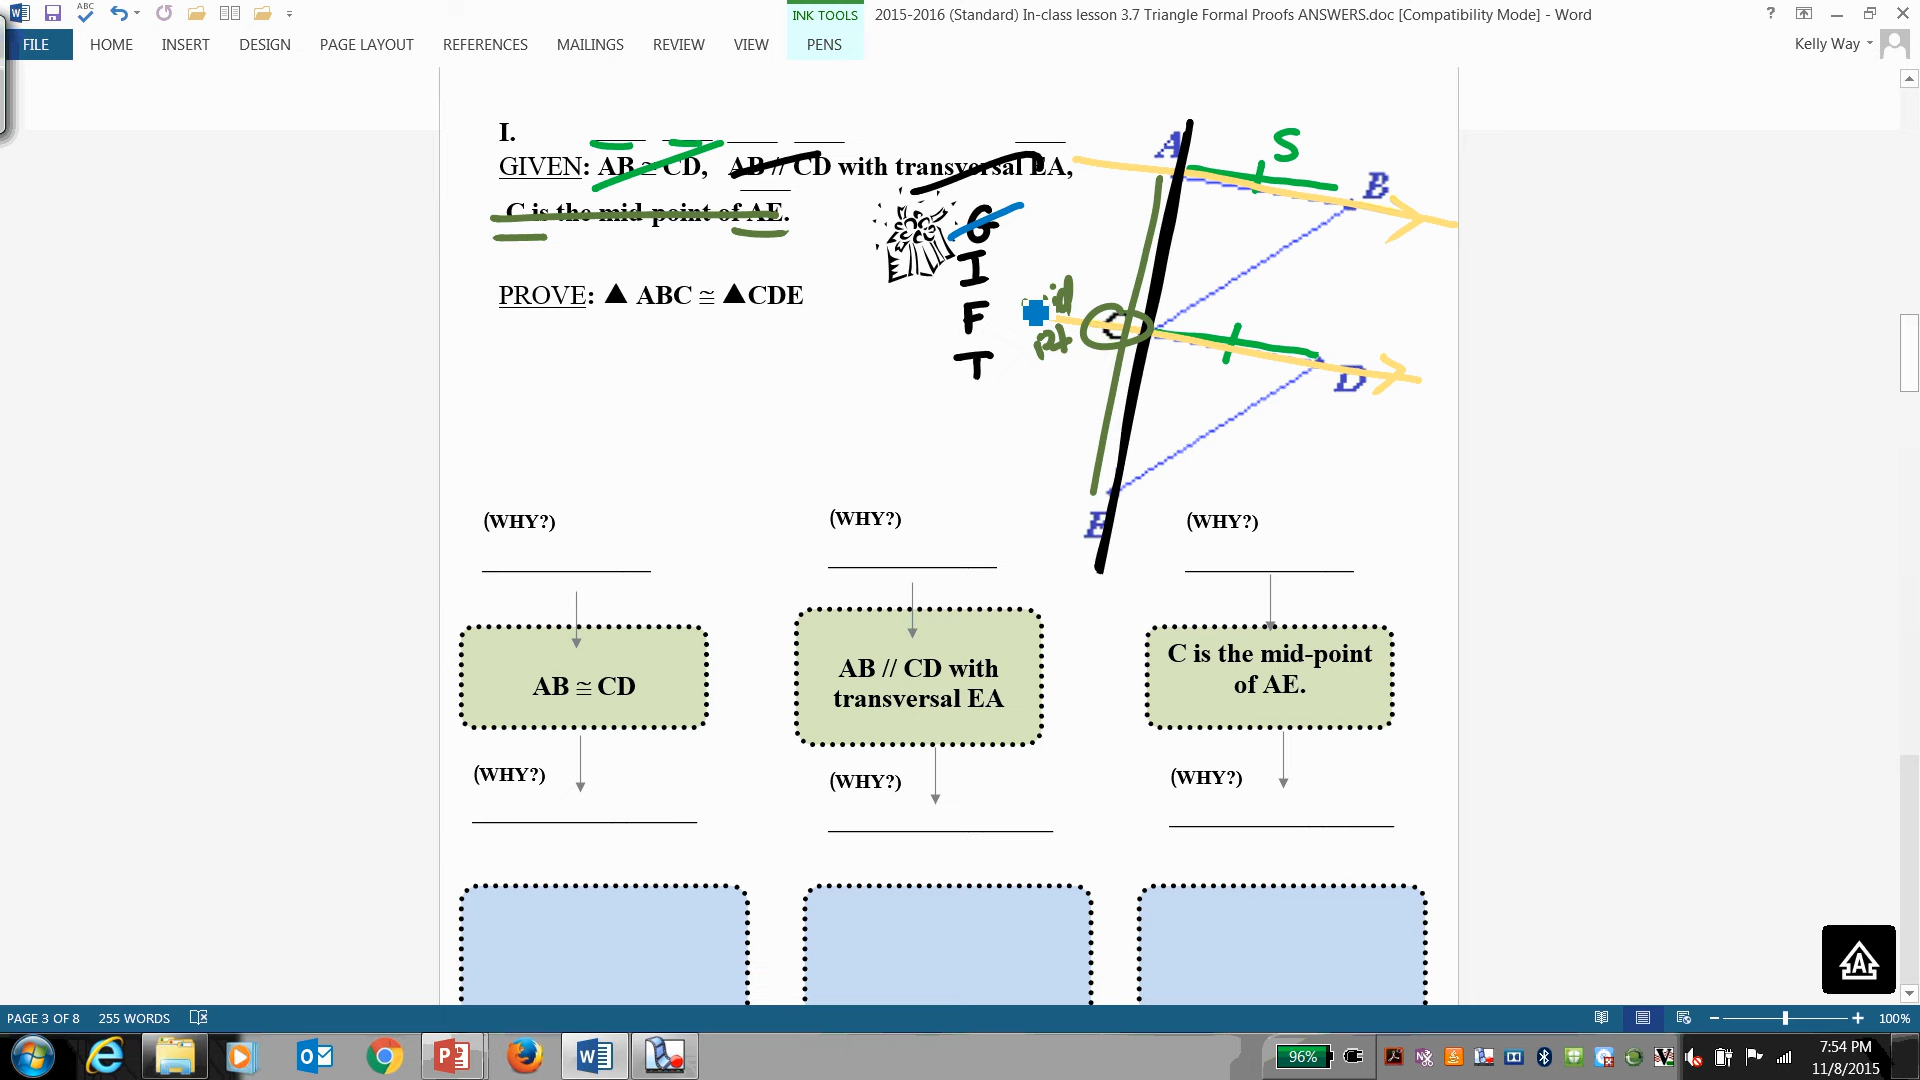 ABC
INK TOOLS
2015-2016 (Standard) In-class lesson 3.7 Triangle Formal Proofs ANSWERS.doc [Compatibility Mode] - Word
?
FILE HOME INSERT DESIGN PAGE LAYOUT REFERENCES MAILINGS REVIEW VIEW PENS
Kelly Way
I.
GIVEN: AB ≅ CD, AB // CD with transversal EA,
C is the mid-point of AE.
PROVE: ▲ ABC ≅ ▲CDE
G
I
F
T
A
S
B
id
pt
C
D
E
(WHY?) (WHY?) (WHY?)
AB ≅ CD
AB // CD with
transversal EA
C is the mid-point
of AE.
(WHY?) (WHY?) (WHY?)
A
PAGE 3 OF 8 255 WORDS
100%
96%
7:54 PM
11/8/2015